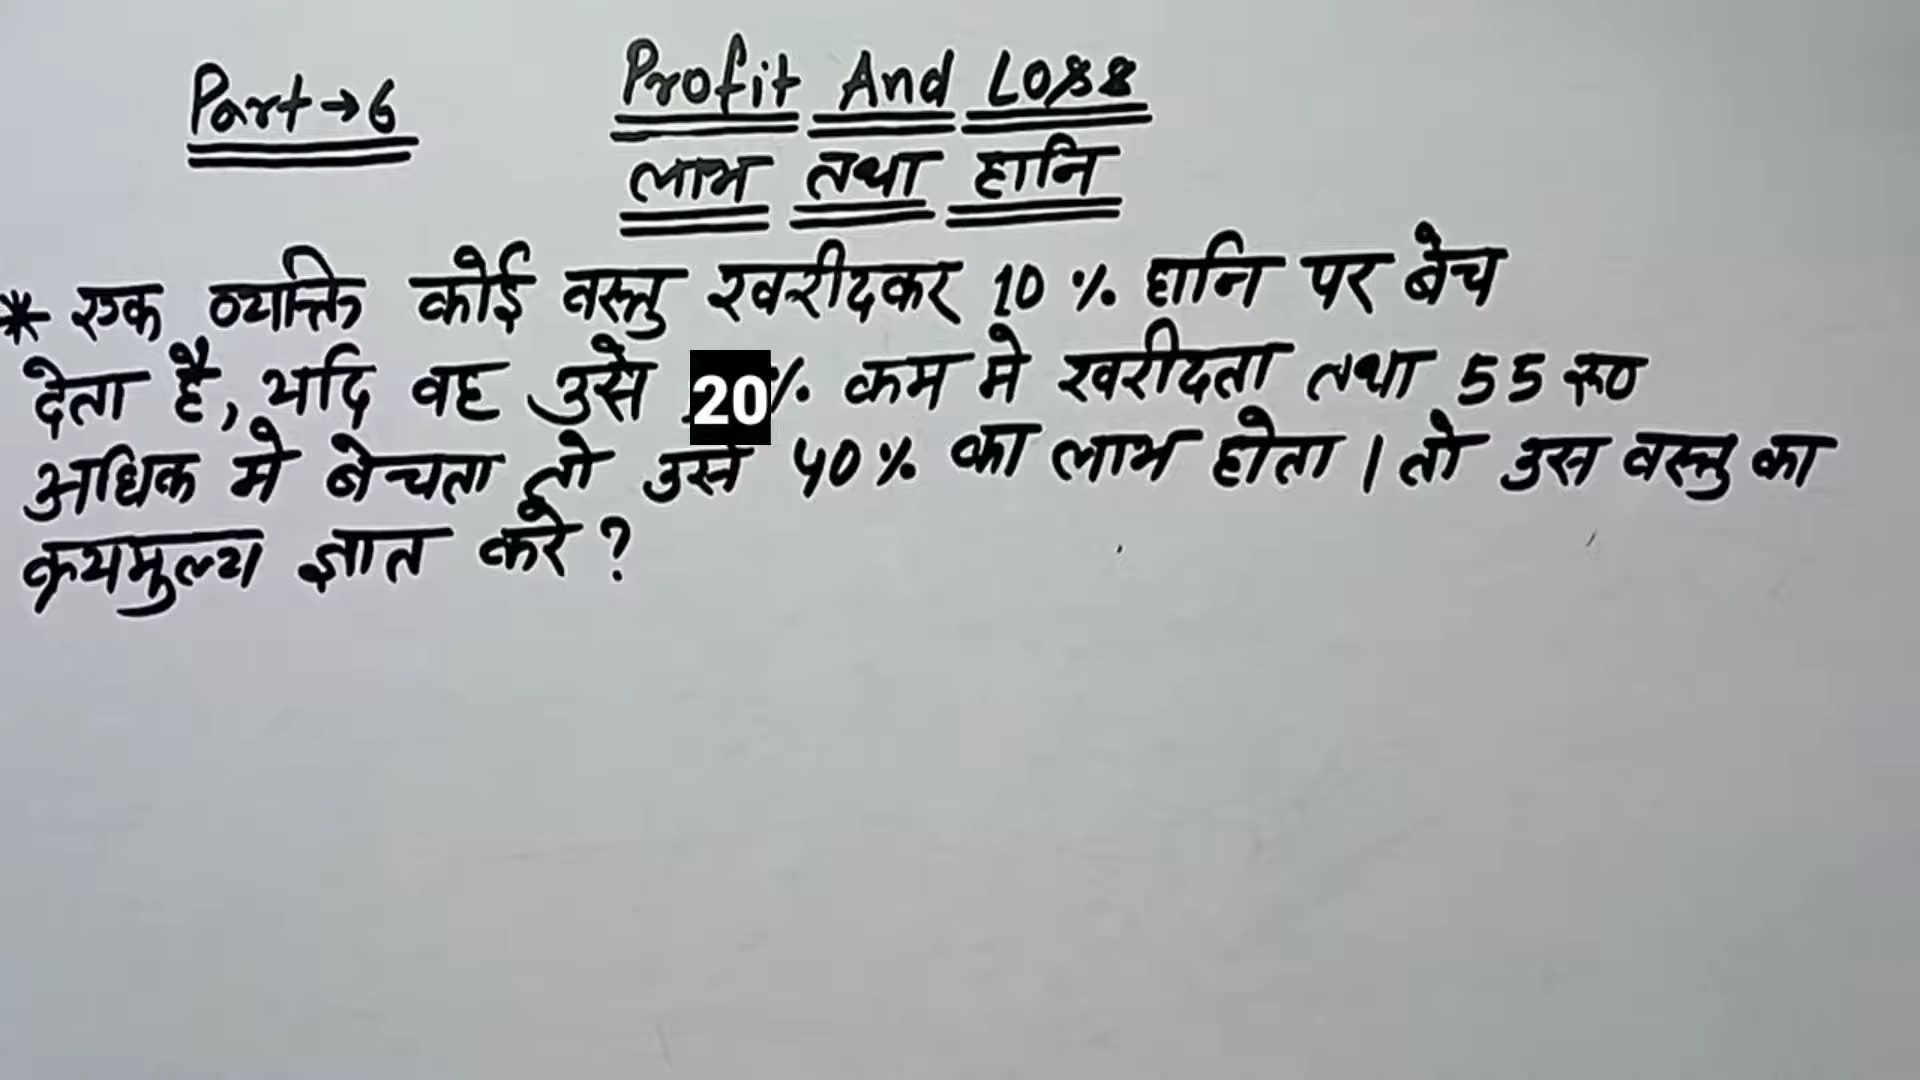 Part→6
Profit And Loss
लाभ तथा हानि
* एक व्यक्ति कोई वस्तु खरीदकर 10 % हानि पर बेच
देता है, यदि वह उसे 20% कम मे खरीदता तथा 55 रू0
अधिक मे बेचता तो उसे 40% का लाभ होता । तो उस वस्तु का
क्रयमुल्य ज्ञात करे ?